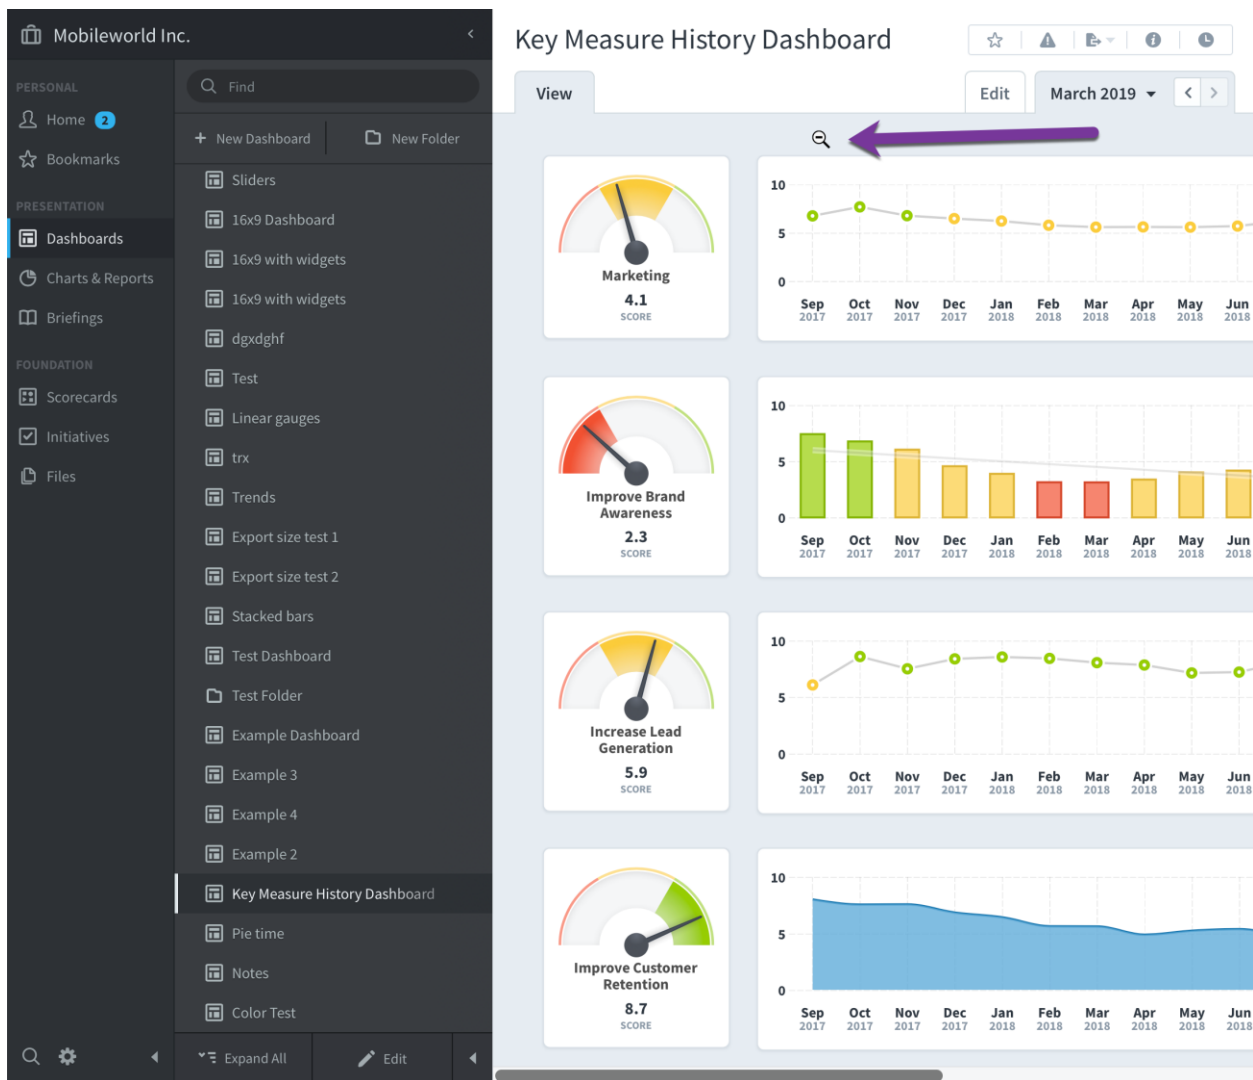 Mobileworld Inc.
PERSONAL
Home 2
Bookmarks
PRESENTATION
Dashboards
Charts & Reports
Briefings
FOUNDATION
Scorecards
Initiatives
Files
Find
New Dashboard
New Folder
Sliders
16x9 Dashboard
16x9 with widgets
16x9 with widgets
dgxdghf
Test
Linear gauges
trx
Trends
Export size test 1
Export size test 2
Stacked bars
Test Dashboard
Test Folder
Example Dashboard
Example 3
Example 4
Example 2
Key Measure History Dashboard
Pie time
Notes
Color Test
Expand All
Edit
Key Measure History Dashboard
View
Edit
March 2019
Marketing
4.1
SCORE
10
5
0
Sep Oct Nov Dec Jan Feb Mar Apr May Jun
2017 2017 2017 2017 2018 2018 2018 2018 2018 2018
Improve Brand
Awareness
2.3
SCORE
10
5
0
Sep Oct Nov Dec Jan Feb Mar Apr May Jun
2017 2017 2017 2017 2018 2018 2018 2018 2018 2018
Increase Lead
Generation
5.9
SCORE
10
5
0
Sep Oct Nov Dec Jan Feb Mar Apr May Jun
2017 2017 2017 2017 2018 2018 2018 2018 2018 2018
Improve Customer
Retention
8.7
SCORE
10
5
0
Sep Oct Nov Dec Jan Feb Mar Apr May Jun
2017 2017 2017 2017 2018 2018 2018 2018 2018 2018